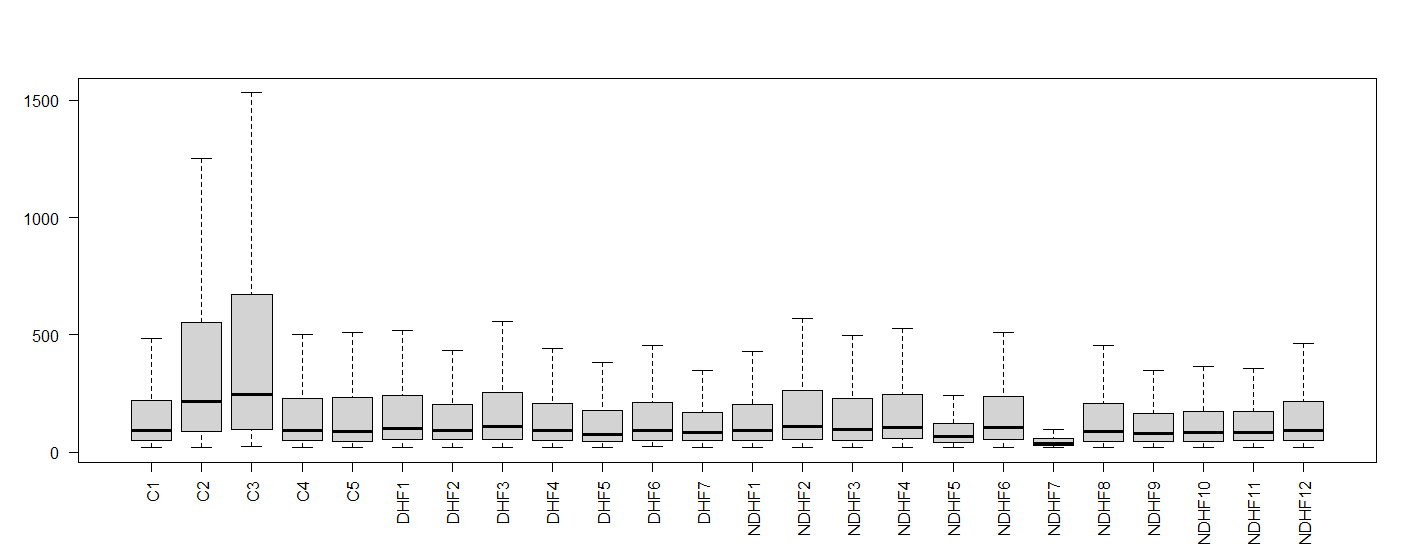 1500
1000
500
0
C1
C2
C3
C4
C5
DHF1
DHF2
DHF3
DHF4
DHF5
DHF6
DHF7
NDHF1
NDHF2
NDHF3
NDHF4
NDHF5
NDHF6
NDHF7
NDHF8
NDHF9
NDHF10
NDHF11
NDHF12